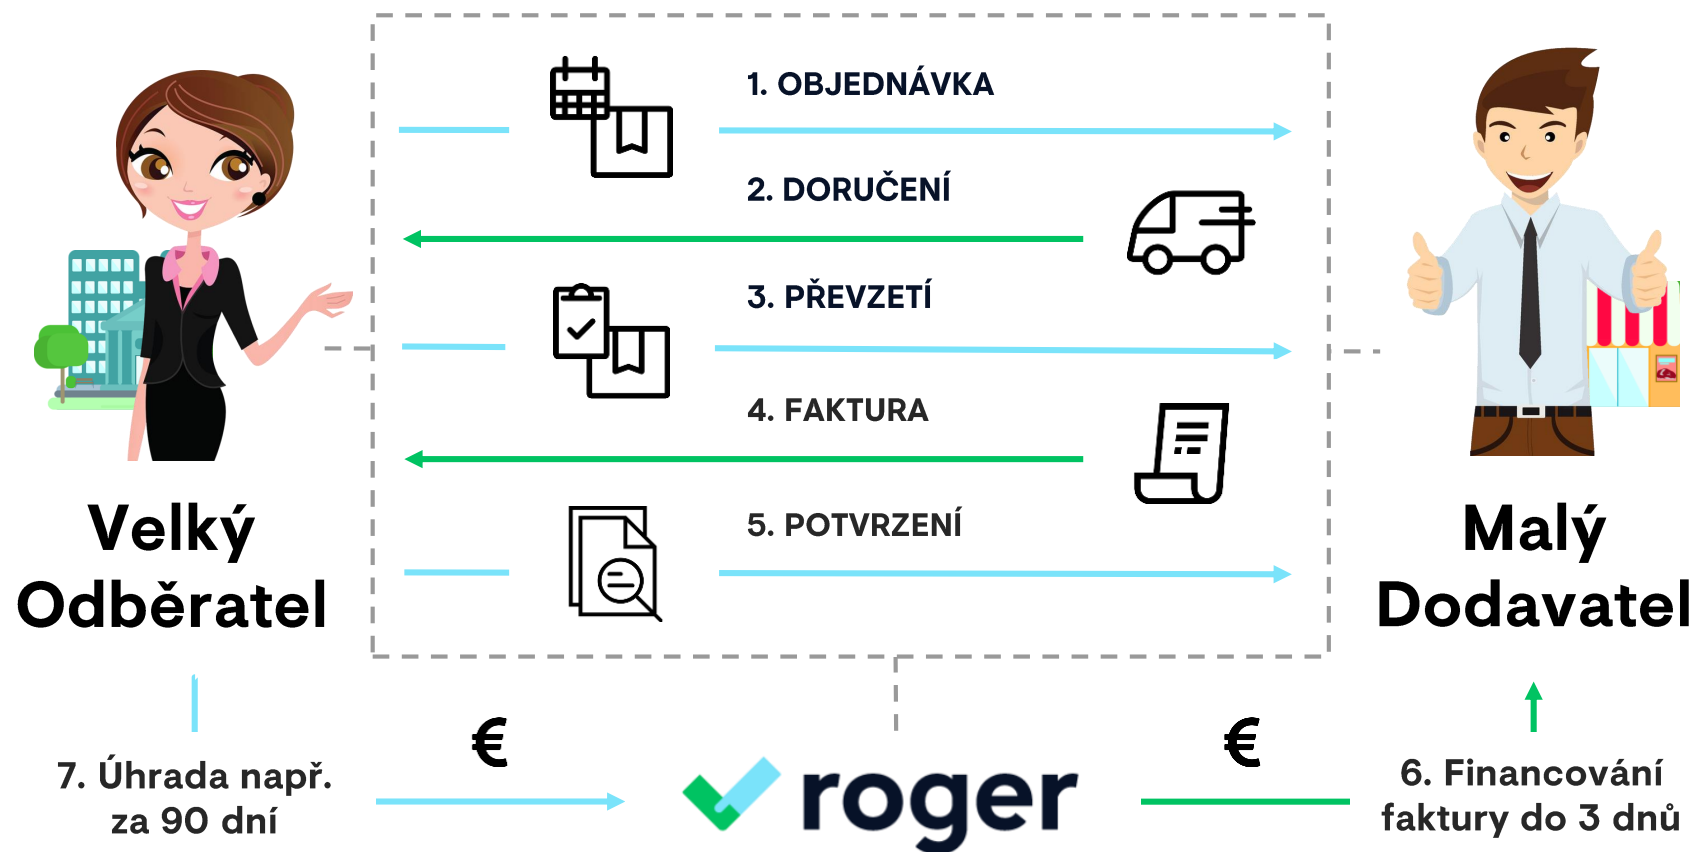 1. OBJEDNÁVKA
2. DORUČENÍ
3. PŘEVZETÍ
4. FAKTURA
5. POTVRZENÍ
Velký
Odběratel
Malý
Dodavatel
€
€
7. Úhrada např.
za 90 dní
roger
6. Financování
faktury do 3 dnů